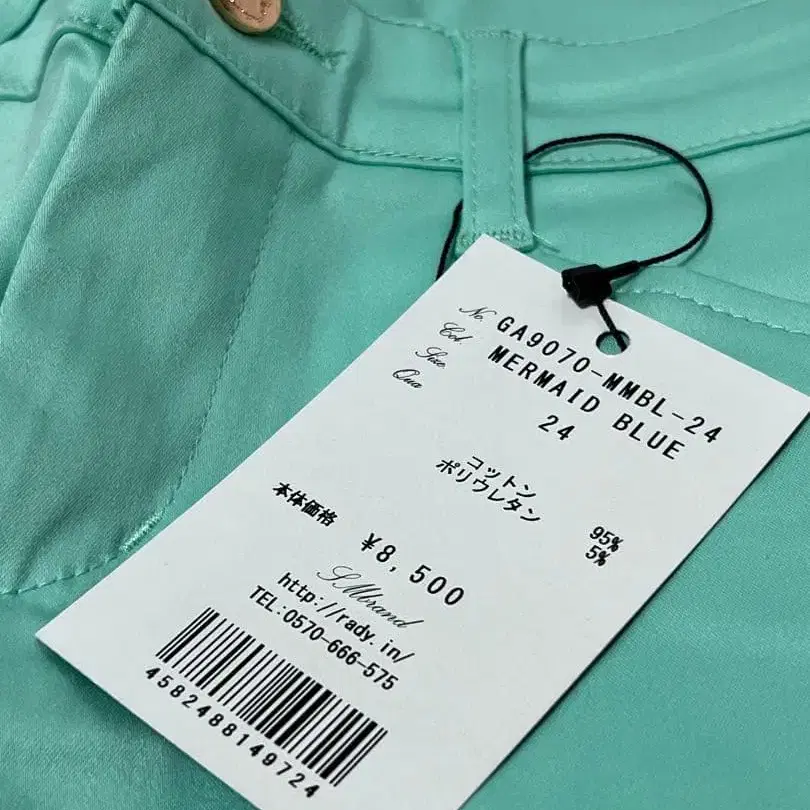 No. GA9070-MMBL-24
Col. MERMAID BLUE
Size. 24
Qua
コットン 95%
ポリウレタン 5%
本体価格 ¥8,500
SMbrand
http://rady.in/
TEL:0570-666-575
4582488149724